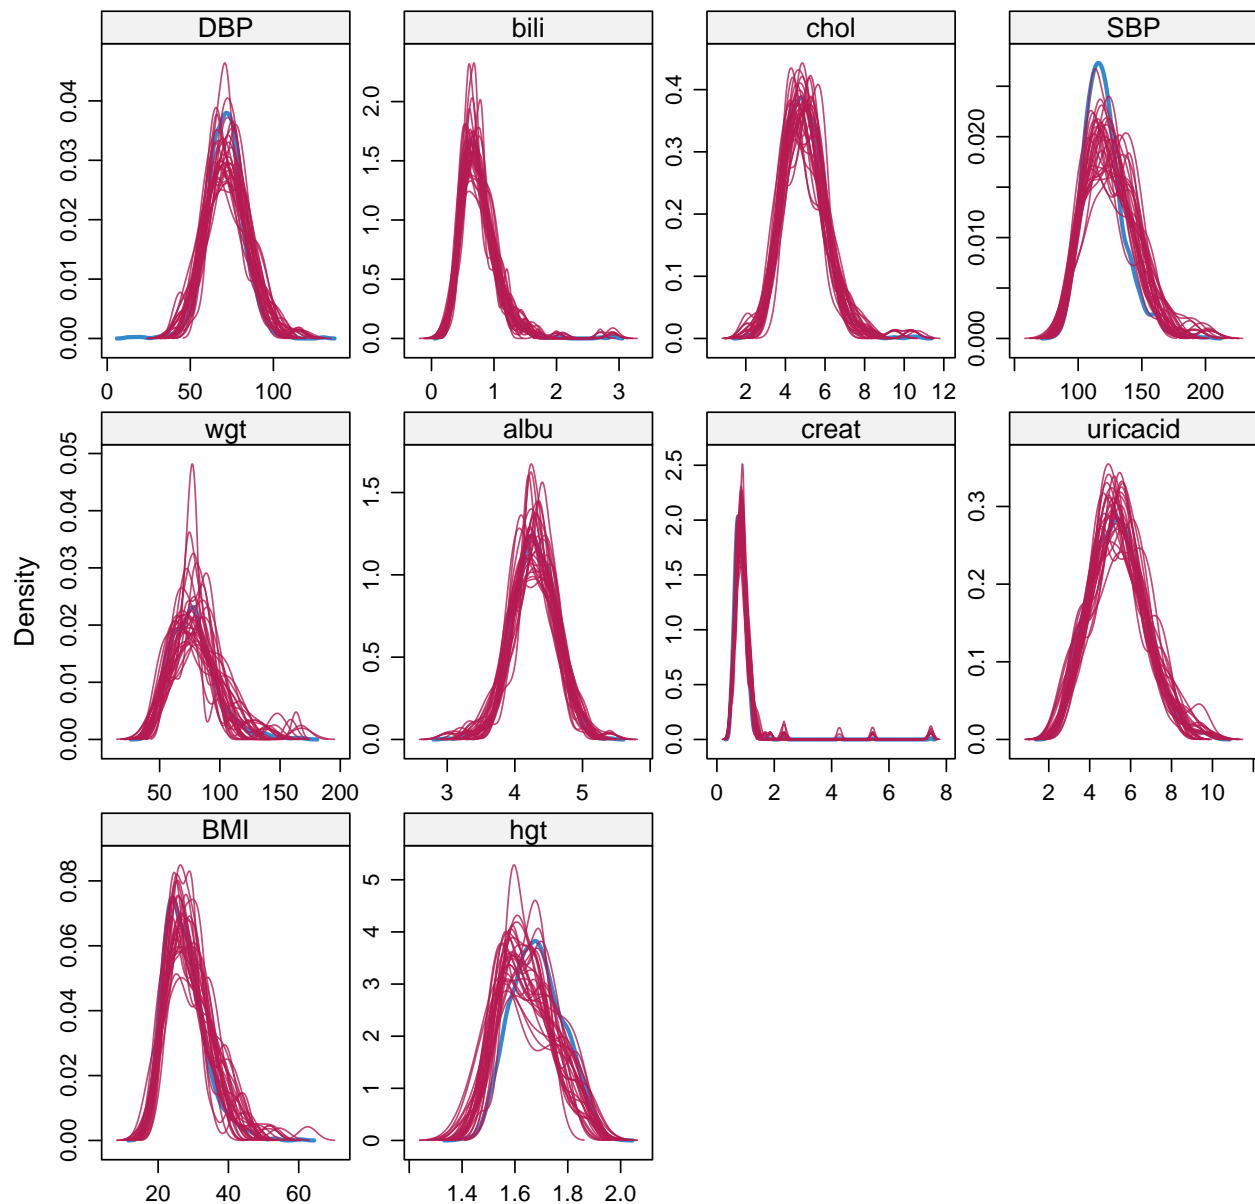 DBP
bili
chol
SBP
0.00 0.01 0.02 0.03 0.04
0.0 0.5 1.0 1.5 2.0
0.0 0.1 0.2 0.3 0.4
0.000 0.010 0.020
0 50 100
0 1 2 3
2 4 6 8 10 12
100 150 200
wgt
albu
creat
uricacid
Density
0.00 0.01 0.02 0.03 0.04 0.05
0.0 0.5 1.0 1.5
0.0 0.5 1.0 1.5 2.0 2.5
0.0 0.1 0.2 0.3
50 100 150 200
3 4 5
0 2 4 6 8
2 4 6 8 10
BMI
hgt
0.00 0.02 0.04 0.06 0.08
0 1 2 3 4 5
20 40 60
1.4 1.6 1.8 2.0